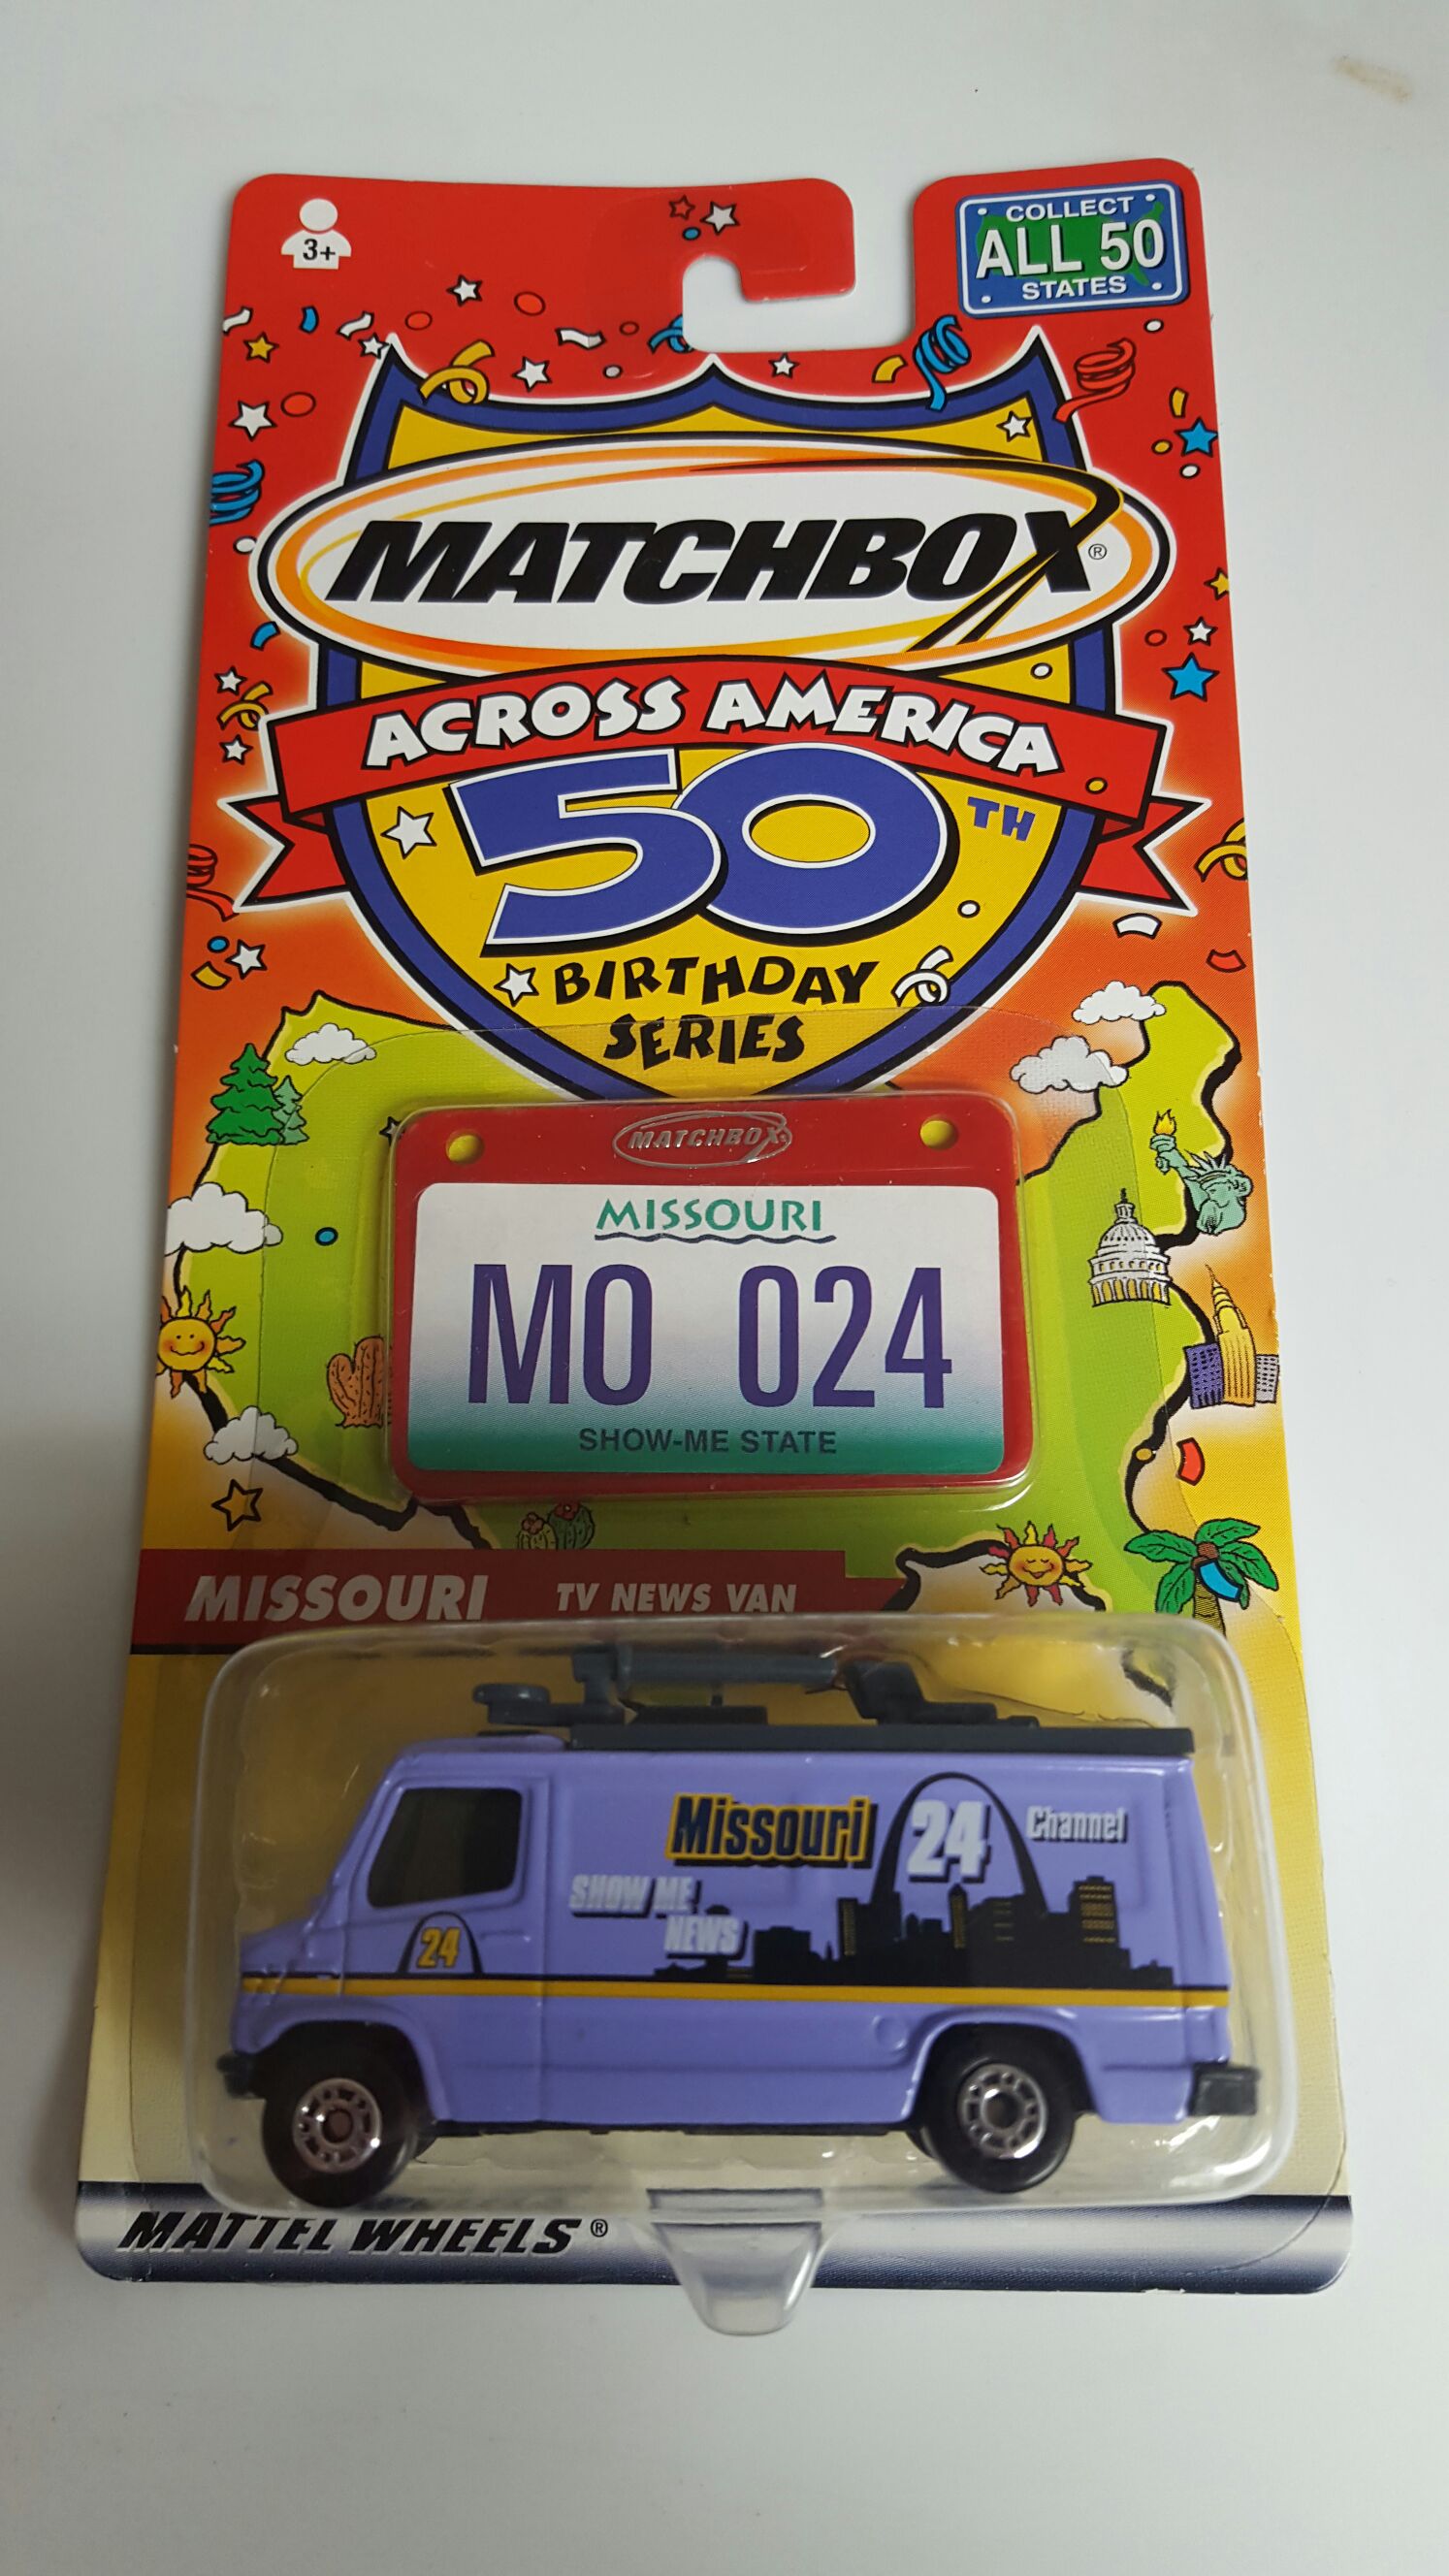 3+
COLLECT
ALL 50
STATES
MATCHBOX®
ACROSS AMERICA
50TH
BIRTHDAY
SERIES
MATCHBOX
MISSOURI
MO 024
SHOW-ME STATE
MISSOURI TV NEWS VAN
Missouri 24 Channel
SHOW ME
NEWS
24
MATTEL WHEELS®